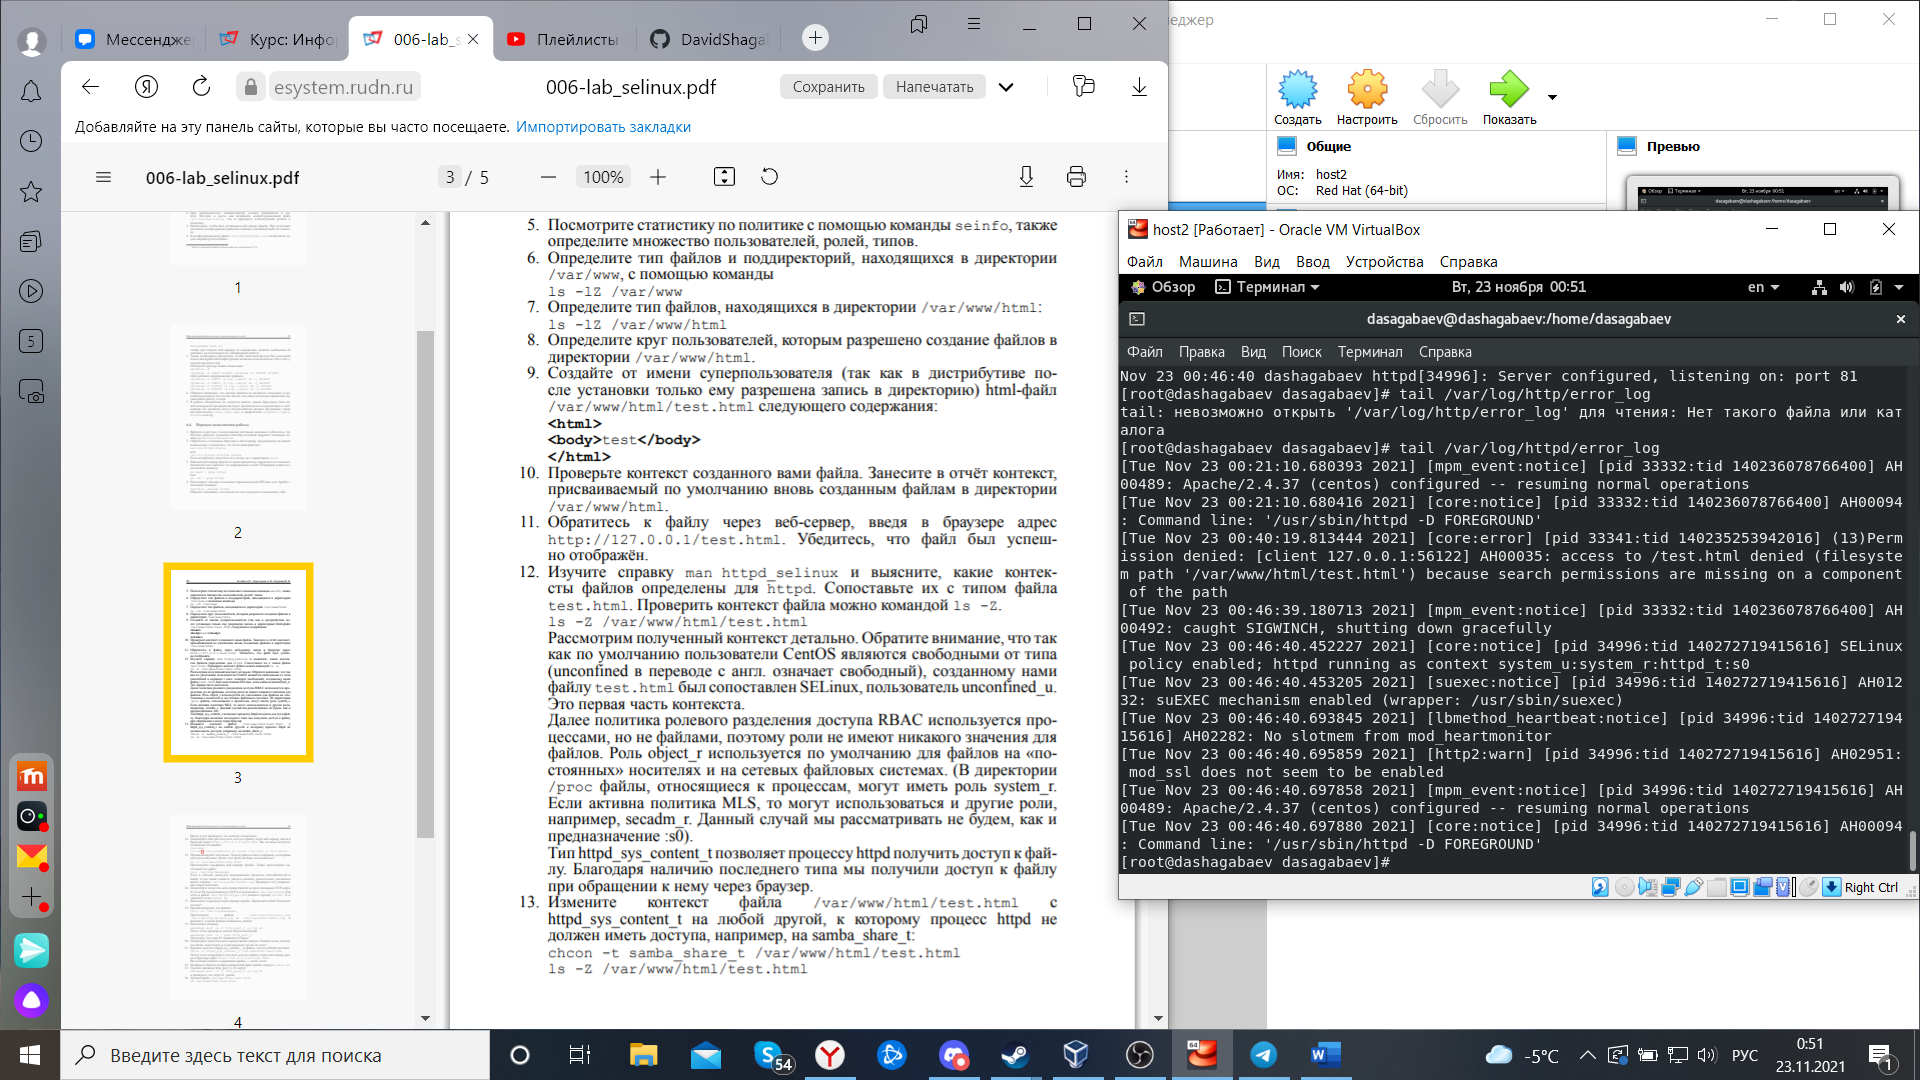 Мессендже
Курс: Инфо
006-lab_s
Плейлисты
DavidShaga
esystem.rudn.ru
006-lab_selinux.pdf
Сохранить
Напечатать
Добавляйте на эту панель сайты, которые вы часто посещаете. Импортировать закладки
006-lab_selinux.pdf
3 / 5
100%
5
1
2
3
4
5. Посмотрите статистику по политике с помощью команды seinfo, также
определите множество пользователей, ролей, типов.
6. Определите тип файлов и поддиректорий, находящихся в директории
/var/www, с помощью команды
ls -lZ /var/www
7. Определите тип файлов, находящихся в директории /var/www/html:
ls -lZ /var/www/html
8. Определите круг пользователей, которым разрешено создание файлов в
директории /var/www/html.
9. Создайте от имени суперпользователя (так как в дистрибутиве по-
сле установки только ему разрешена запись в директорию) html-файл
/var/www/html/test.html следующего содержания:
<html>
<body>test</body>
</html>
10. Проверьте контекст созданного вами файла. Занесите в отчёт контекст,
присваиваемый по умолчанию вновь созданным файлам в директории
/var/www/html.
11. Обратитесь к файлу через веб-сервер, введя в браузере адрес
http://127.0.0.1/test.html. Убедитесь, что файл был успеш-
но отображён.
12. Изучите справку man httpd_selinux и выясните, какие контек-
сты файлов определены для httpd. Сопоставьте их с типом файла
test.html. Проверить контекст файла можно командой ls -Z.
ls -Z /var/www/html/test.html
Рассмотрим полученный контекст детально. Обратите внимание, что так
как по умолчанию пользователи CentOS являются свободными от типа
(unconfined в переводе с англ. означает свободный), созданному нами
файлу test.html был сопоставлен SELinux, пользователь unconfined_u.
Это первая часть контекста.
Далее политика ролевого разделения доступа RBAC используется про-
цессами, но не файлами, поэтому роли не имеют никакого значения для
файлов. Роль object_r используется по умолчанию для файлов на «по-
стоянных» носителях и на сетевых файловых системах. (В директории
/proc файлы, относящиеся к процессам, могут иметь роль system_r.
Если активна политика MLS, то могут использоваться и другие роли,
например, secadm_r. Данный случай мы рассматривать не будем, как и
предназначение :s0).
Тип httpd_sys_content_t позволяет процессу httpd получить доступ к фай-
лу. Благодаря наличию последнего типа мы получили доступ к файлу
при обращении к нему через браузер.
13. Измените контекст файла /var/www/html/test.html с
httpd_sys_content_t на любой другой, к которому процесс httpd не
должен иметь доступа, например, на samba_share_t:
chcon -t samba_share_t /var/www/html/test.html
ls -Z /var/www/html/test.html
еджер
Создать
Настроить
Сбросить
Показать
Общие
Превью
Имя: host2
ОС: Red Hat (64-bit)
host2 [Работает] - Oracle VM VirtualBox
Файл Машина Вид Ввод Устройства Справка
Обзор
Терминал
Вт, 23 ноября 00:51
en
dasagabaev@dashagabaev:/home/dasagabaev
Файл Правка Вид Поиск Терминал Справка
Nov 23 00:46:40 dashagabaev httpd[34996]: Server configured, listening on: port 81
[root@dashagabaev dasagabaev]# tail /var/log/http/error_log
tail: невозможно открыть '/var/log/http/error_log' для чтения: Нет такого файла или кат
алога
[root@dashagabaev dasagabaev]# tail /var/log/httpd/error_log
[Tue Nov 23 00:21:10.680393 2021] [mpm_event:notice] [pid 33332:tid 140236078766400] AH
00489: Apache/2.4.37 (centos) configured -- resuming normal operations
[Tue Nov 23 00:21:10.680416 2021] [core:notice] [pid 33332:tid 140236078766400] AH00094
: Command line: '/usr/sbin/httpd -D FOREGROUND'
[Tue Nov 23 00:40:19.813444 2021] [core:error] [pid 33341:tid 140235253942016] (13)Perm
ission denied: [client 127.0.0.1:56122] AH00035: access to /test.html denied (filesyste
m path '/var/www/html/test.html') because search permissions are missing on a component
of the path
[Tue Nov 23 00:46:39.180713 2021] [mpm_event:notice] [pid 33332:tid 140236078766400] AH
00492: caught SIGWINCH, shutting down gracefully
[Tue Nov 23 00:46:40.452227 2021] [core:notice] [pid 34996:tid 140272719415616] SELinux
policy enabled; httpd running as context system_u:system_r:httpd_t:s0
[Tue Nov 23 00:46:40.453205 2021] [suexec:notice] [pid 34996:tid 140272719415616] AH012
32: suEXEC mechanism enabled (wrapper: /usr/sbin/suexec)
[Tue Nov 23 00:46:40.693845 2021] [lbmethod_heartbeat:notice] [pid 34996:tid 1402727194
15616] AH02282: No slotmem from mod_heartmonitor
[Tue Nov 23 00:46:40.695859 2021] [http2:warn] [pid 34996:tid 140272719415616] AH02951:
mod_ssl does not seem to be enabled
[Tue Nov 23 00:46:40.697858 2021] [mpm_event:notice] [pid 34996:tid 140272719415616] AH
00489: Apache/2.4.37 (centos) configured -- resuming normal operations
[Tue Nov 23 00:46:40.697880 2021] [core:notice] [pid 34996:tid 140272719415616] AH00094
: Command line: '/usr/sbin/httpd -D FOREGROUND'
[root@dashagabaev dasagabaev]#
Right Ctrl
Введите здесь текст для поиска
54
-5°C
РУС
0:51
23.11.2021
1